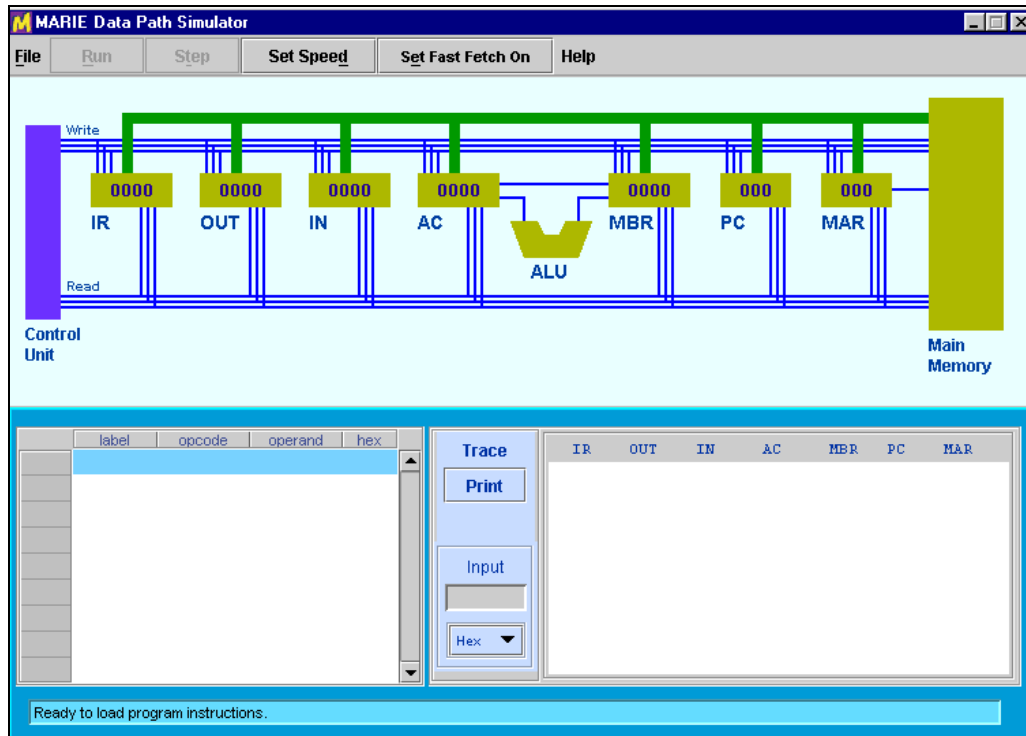 MARIE Data Path Simulator
File Run Step Set Speed Set Fast Fetch On Help
Write
0000 0000 0000 0000 0000 000 000
IR OUT IN AC MBR PC MAR
ALU
Read
Control
Unit
Main
Memory
label opcode operand hex
Trace
Print
Input
Hex
IR OUT IN AC MBR PC MAR
Ready to load program instructions.